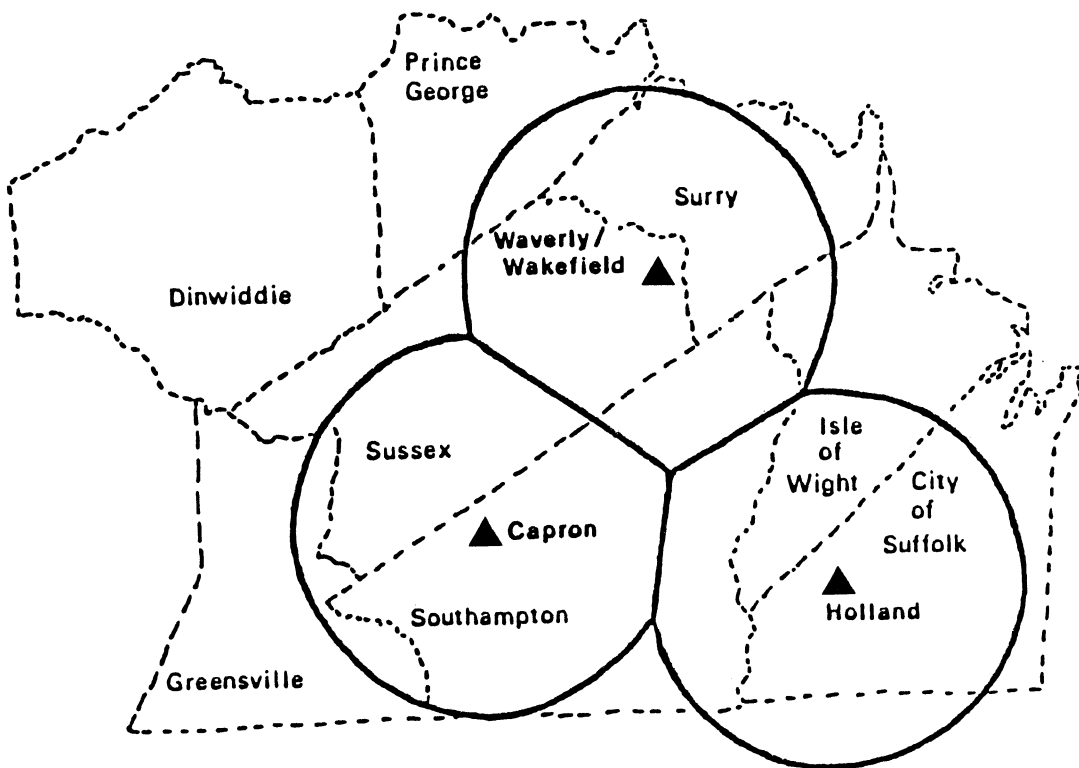 Prince
George
Surry
Waverly/
Wakefield
Dinwiddie
Isle
of
Wight
City
of
Suffolk
Sussex
Capron
Southampton
Holland
Greensville